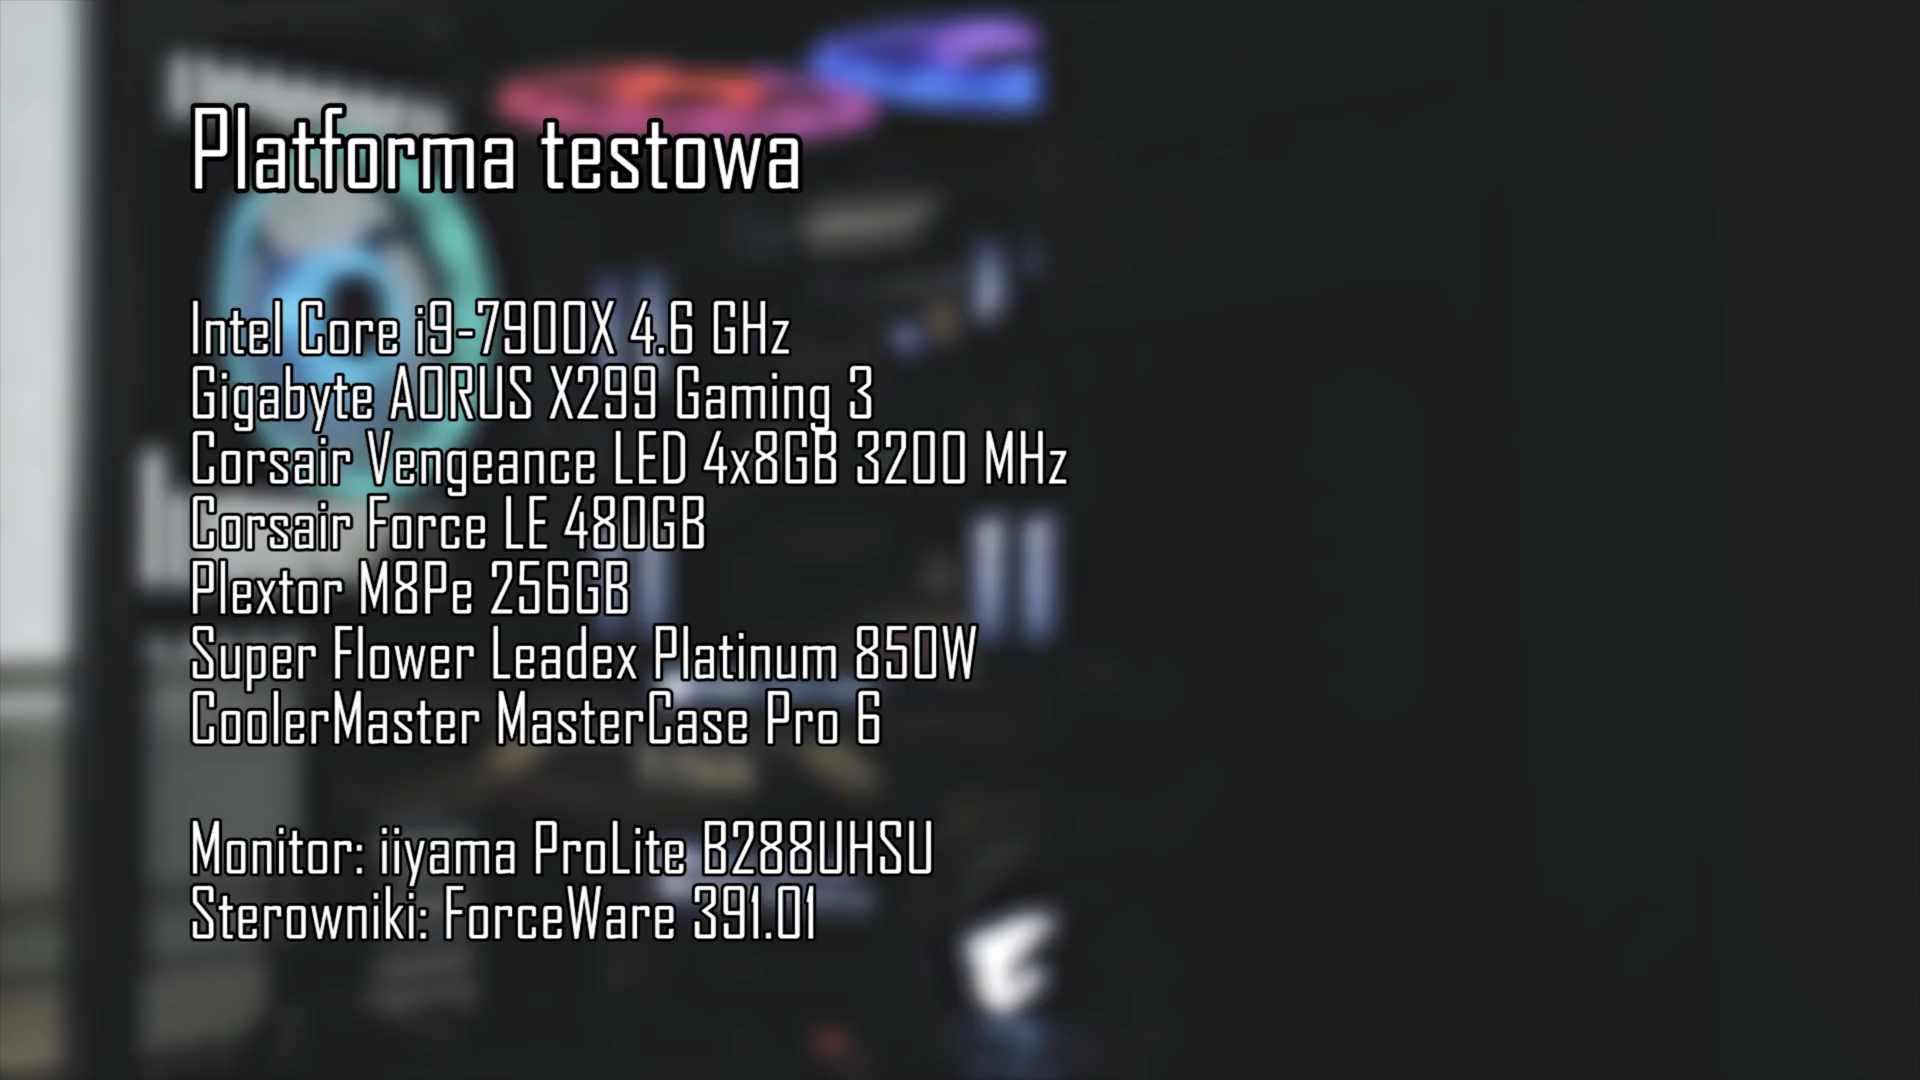 Platforma testowa
Intel Core i9-7900X 4.6 GHz
Gigabyte AORUS X299 Gaming 3
Corsair Vengeance LED 4x8GB 3200 MHz
Corsair Force LE 480GB
Plextor M8Pe 256GB
Super Flower Leadex Platinum 850W
CoolerMaster MasterCase Pro 6
Monitor: iiyama ProLite B288UHSU
Sterowniki: ForceWare 391.01